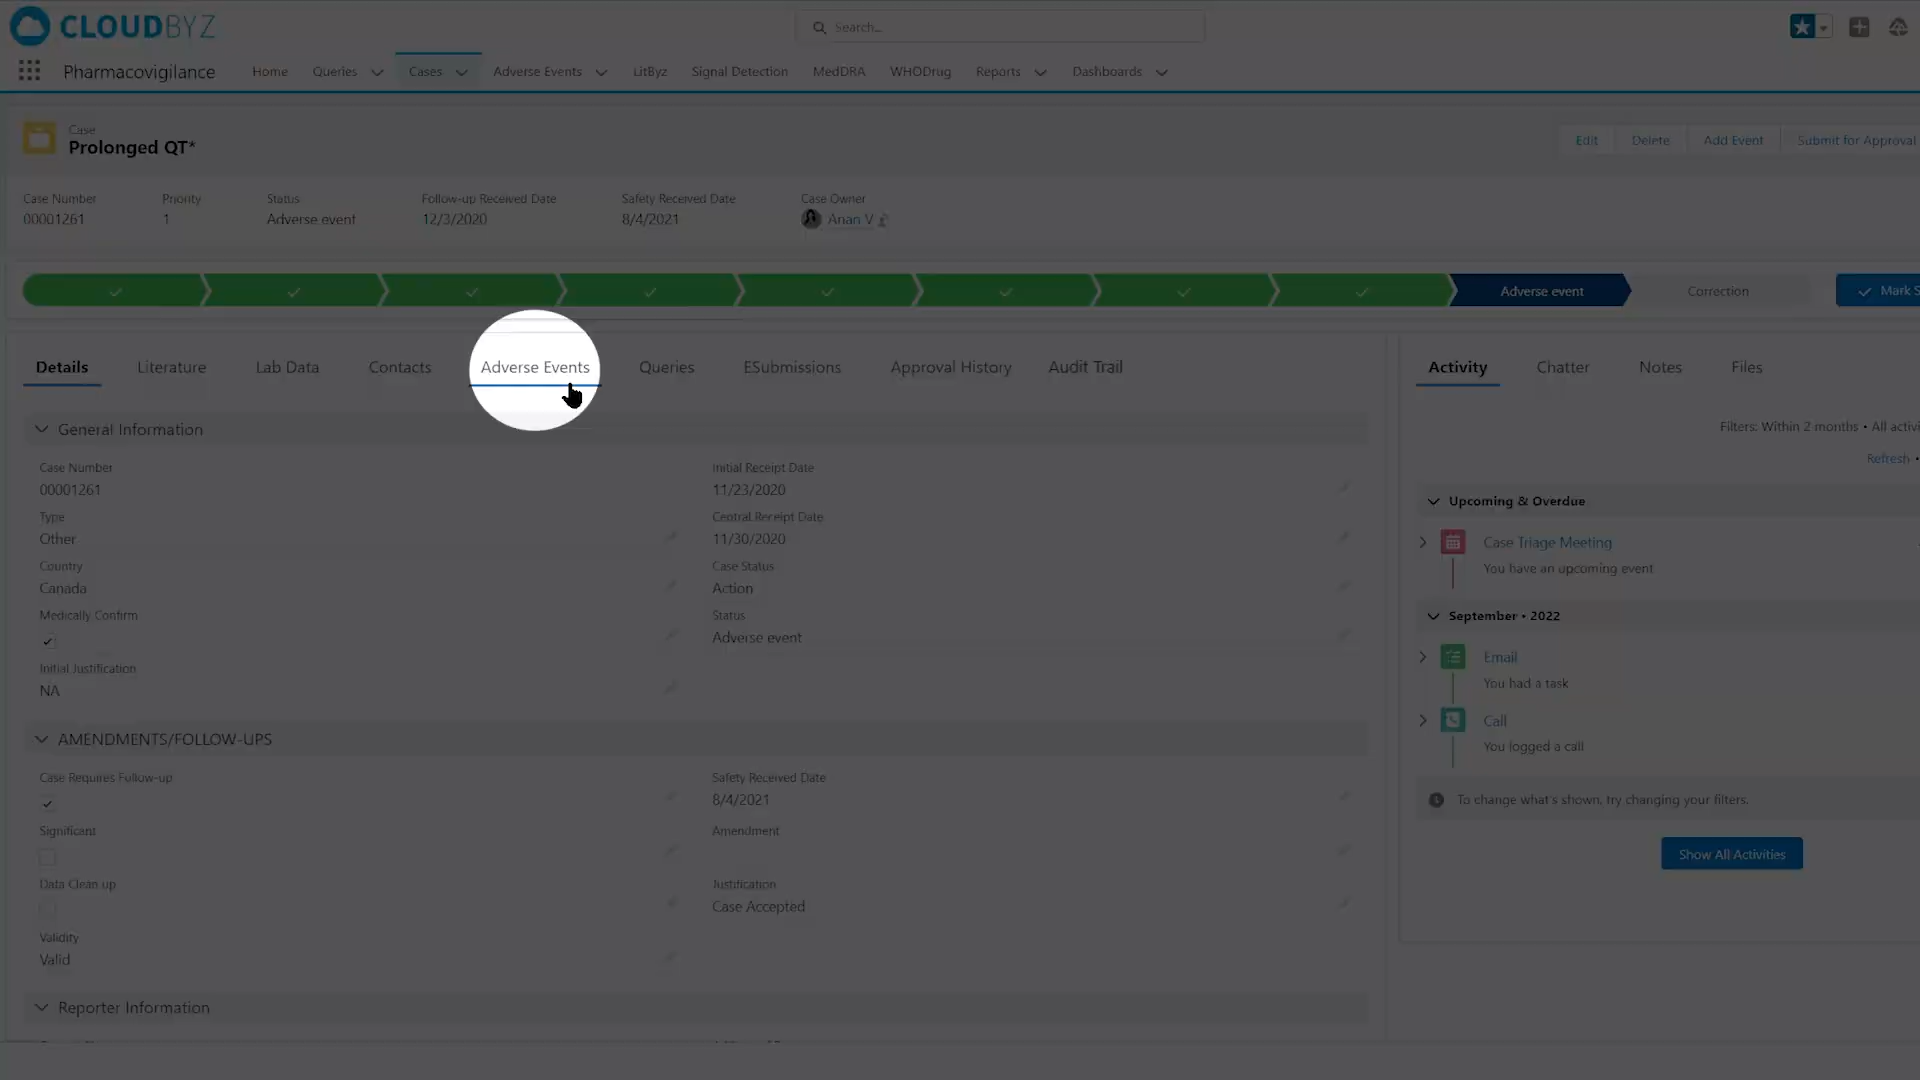 CLOUDBYZ
Search...
Pharmacovigilance
Home
Queries
Cases
Adverse Events
LitByz
Signal Detection
MedDRA
WHODrug
Reports
Dashboards
Case
Prolonged QT*
Edit
Delete
Add Event
Submit for Approval
Case Number
Priority
Status
Follow-up Received Date
Safety Received Date
Case Owner
00001261
1
Adverse event
12/3/2020
8/4/2021
Anan V
Adverse event
Correction
Mark S
Details
Literature
Lab Data
Contacts
Adverse Events
Queries
ESubmissions
Approval History
Audit Trail
General Information
Case Number
00001261
Initial Receipt Date
11/23/2020
Type
Other
Central Receipt Date
11/30/2020
Country
Canada
Case Status
Action
Medically Confirm
Status
Adverse event
Initial Justification
NA
AMENDMENTS/FOLLOW-UPS
Case Requires Follow-up
Safety Received Date
8/4/2021
Significant
Amendment
Data Clean up
Justification
Case Accepted
Validity
Valid
Reporter Information
Activity
Chatter
Notes
Files
Filters: Within 2 months • All activi
Refresh •
Upcoming & Overdue
Case Triage Meeting
You have an upcoming event
September • 2022
Email
You had a task
Call
You logged a call
To change what's shown, try changing your filters.
Show All Activities